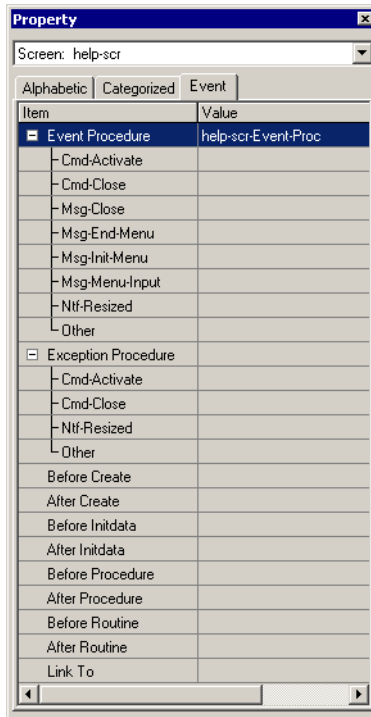 Property
Screen: help-scr
Alphabetic Categorized Event
Item Value
Event Procedure help-scr-Event-Proc
Cmd-Activate
Cmd-Close
Msg-Close
Msg-End-Menu
Msg-Init-Menu
Msg-Menu-Input
Ntf-Resized
Other
Exception Procedure
Cmd-Activate
Cmd-Close
Ntf-Resized
Other
Before Create
After Create
Before Initdata
After Initdata
Before Procedure
After Procedure
Before Routine
After Routine
Link To